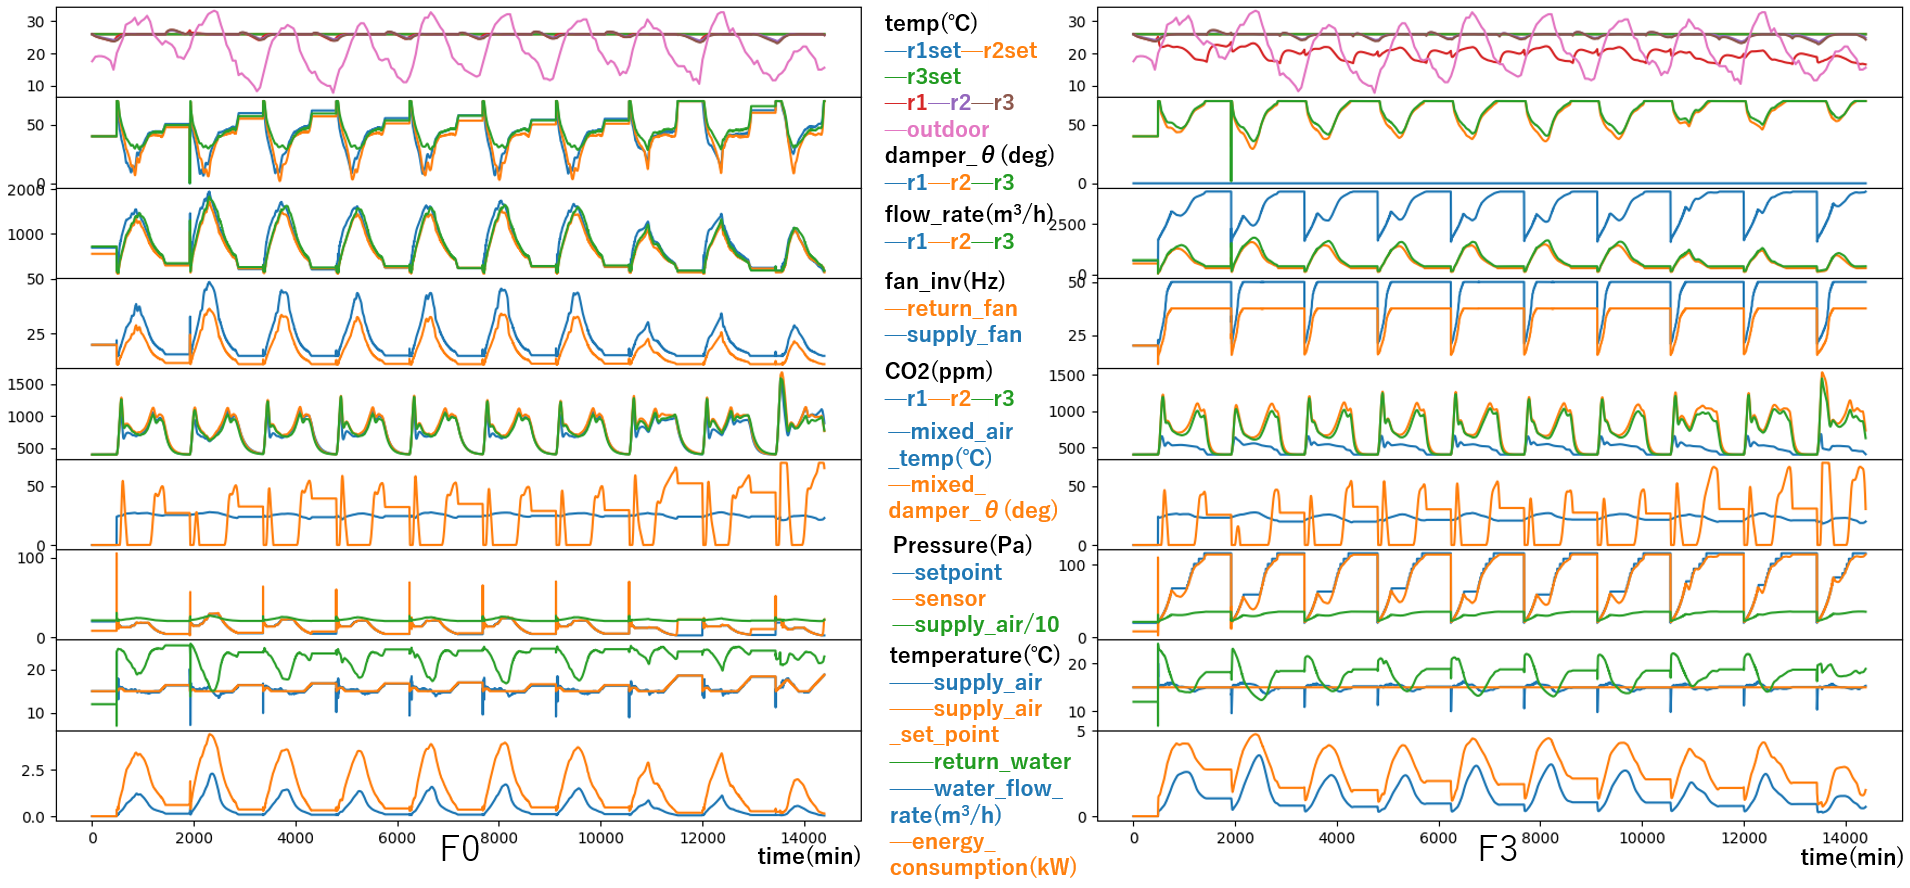 30
20
10
50
0
2000
1000
50
25
1500
1000
500
50
0
100
0
20
10
2.5
0.0
0 2000 4000 6000 8000 10000 12000 14000
F0
time(min)
temp(℃)
r1set r2set
r3set
r1 r2 r3
outdoor
damper_θ(deg)
r1 r2 r3
flow_rate(m³/h)
r1 r2 r3
fan_inv(Hz)
return_fan
supply_fan
CO2(ppm)
r1 r2 r3
mixed_air
_temp(℃)
mixed_
damper_θ(deg)
Pressure(Pa)
setpoint
sensor
supply_air/10
temperature(℃)
supply_air
supply_air
_set_point
return_water
water_flow_
rate(m³/h)
energy_
consumption(kW)
30
20
10
50
0
2500
0
50
25
1500
1000
500
50
0
100
0
20
10
5
0
0 2000 4000 6000 8000 10000 12000 14000
F3
time(min)